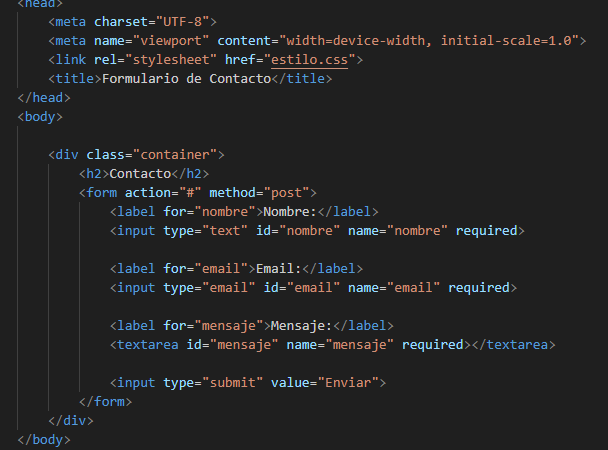 <head>
<meta charset="UTF-8">
<meta name="viewport" content="width=device-width, initial-scale=1.0">
<link rel="stylesheet" href="estilo.css">
<title>Formulario de Contacto</title>
</head>
<body>
<div class="container">
<h2>Contacto</h2>
<form action="#" method="post">
<label for="nombre">Nombre:</label>
<input type="text" id="nombre" name="nombre" required>
<label for="email">Email:</label>
<input type="email" id="email" name="email" required>
<label for="mensaje">Mensaje:</label>
<textarea id="mensaje" name="mensaje" required></textarea>
<input type="submit" value="Enviar">
</form>
</div>
</body>